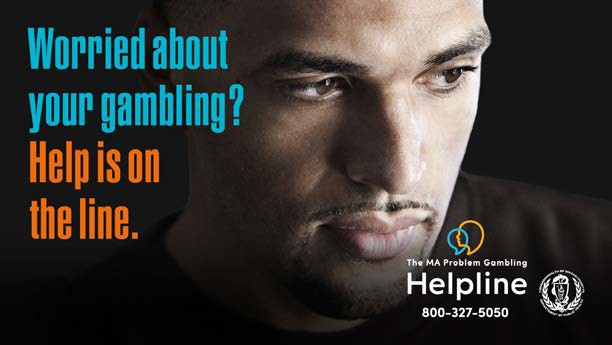 Worried about
your gambling?
Help is on
the line.
The MA Problem Gambling
Helpline
800-327-5050